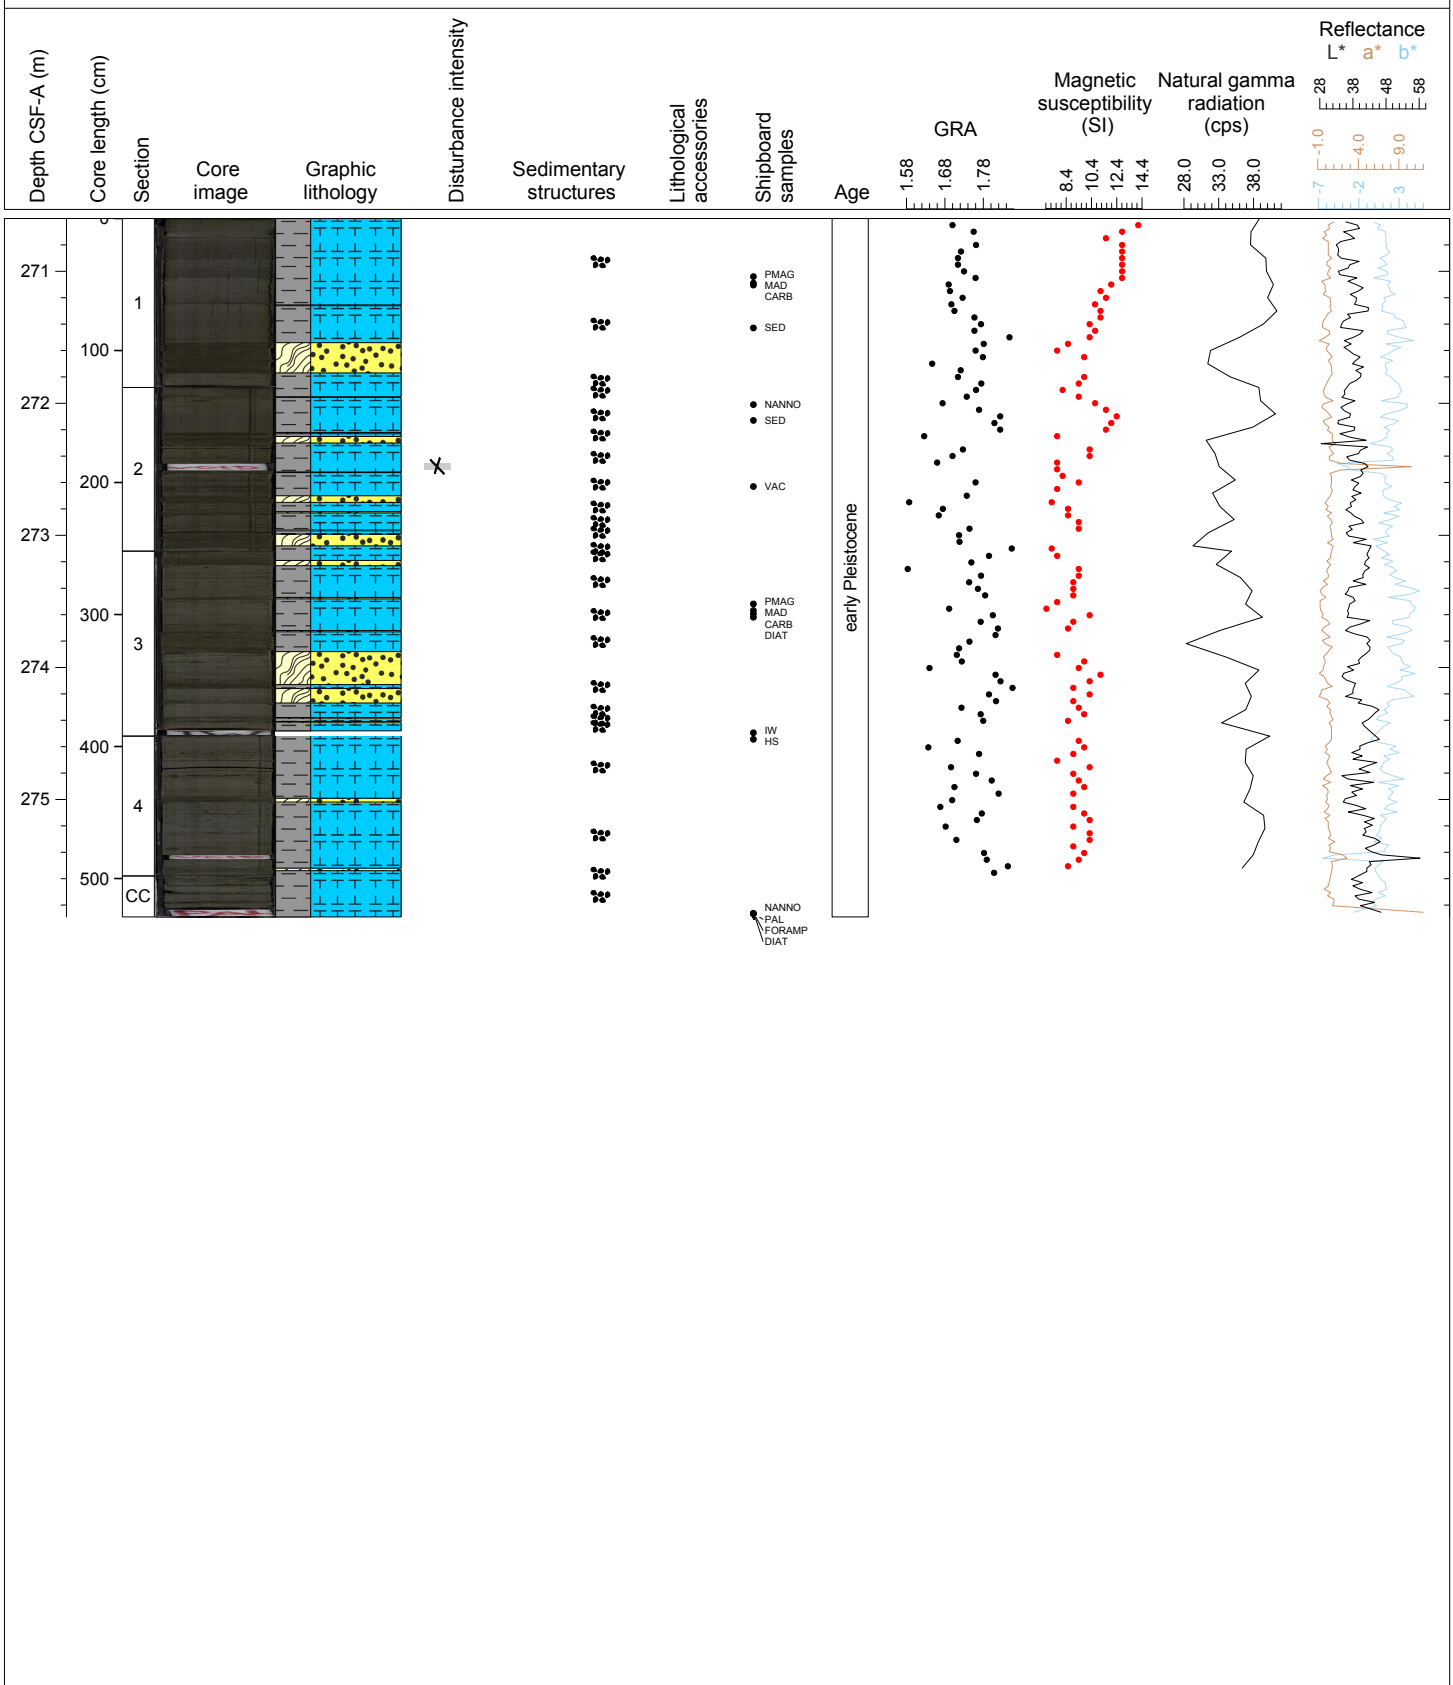 Depth CSF-A (m)
Core length (cm)
Section
Core
image
Graphic
lithology
Disturbance intensity
Sedimentary
structures
Lithological
accessories
Shipboard
samples
Age
GRA
1.58
1.68
1.78
Magnetic
susceptibility
(SI)
8.4
10.4
12.4
14.4
Natural gamma
radiation
(cps)
28.0
33.0
38.0
Reflectance
L* a* b*
28
38
48
58
-1.0
4.0
9.0
-7
-2
3
0
271
PMAG
MAD
CARB
1
SED
100
272
NANNO
SED
2
200
VAC
273
early Pleistocene
PMAG
MAD
CARB
DIAT
300
3
274
IW
HS
400
275
4
500
CC
NANNO
PAL
FORAMP
DIAT